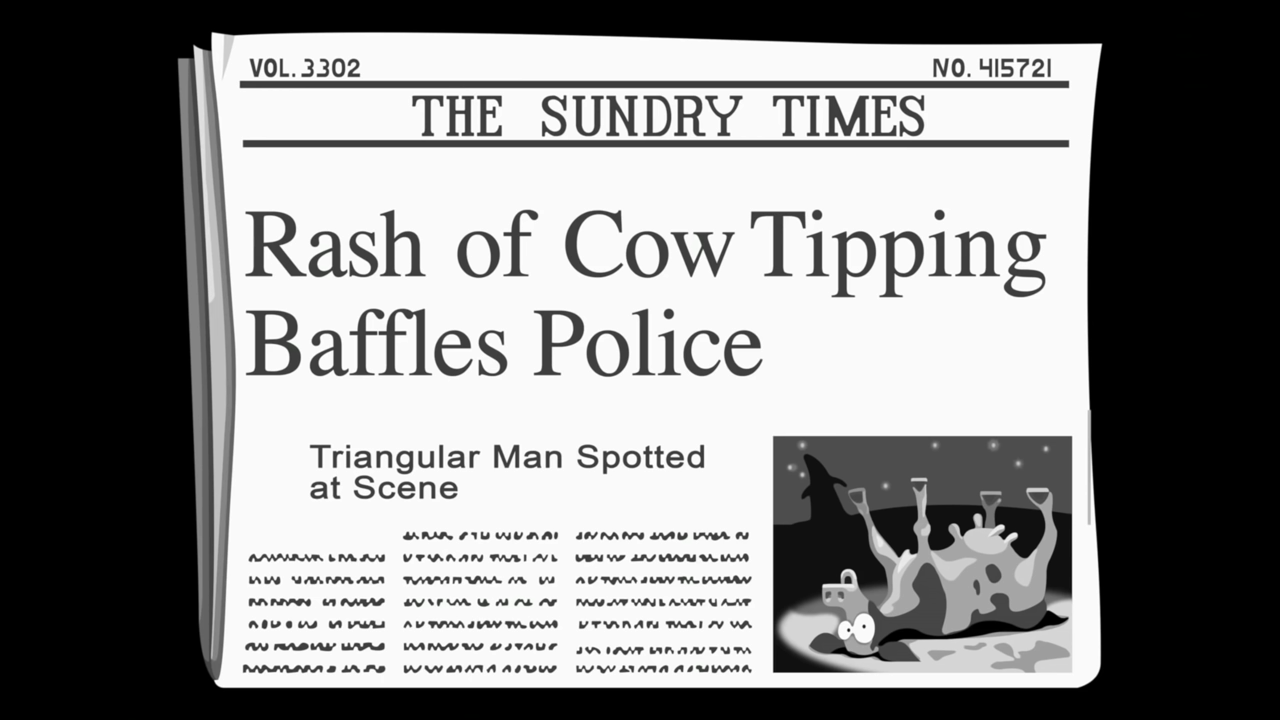 VOL. 3302
NO. 415721
THE SUNDRY TIMES
Rash of Cow Tipping
Baffles Police
Triangular Man Spotted
at Scene